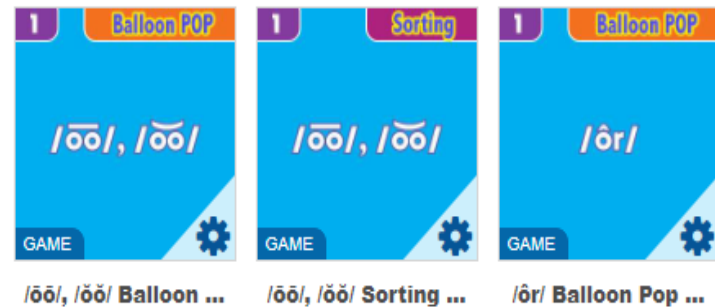 1 Balloon POP
/o͞o/, /o͝o/
GAME
/ōō/, /ŏŏ/ Balloon ...
1 Sorting
/o͞o/, /o͝o/
GAME
/ōō/, /ŏŏ/ Sorting ...
1 Balloon POP
/ôr/
GAME
/ôr/ Balloon Pop ...